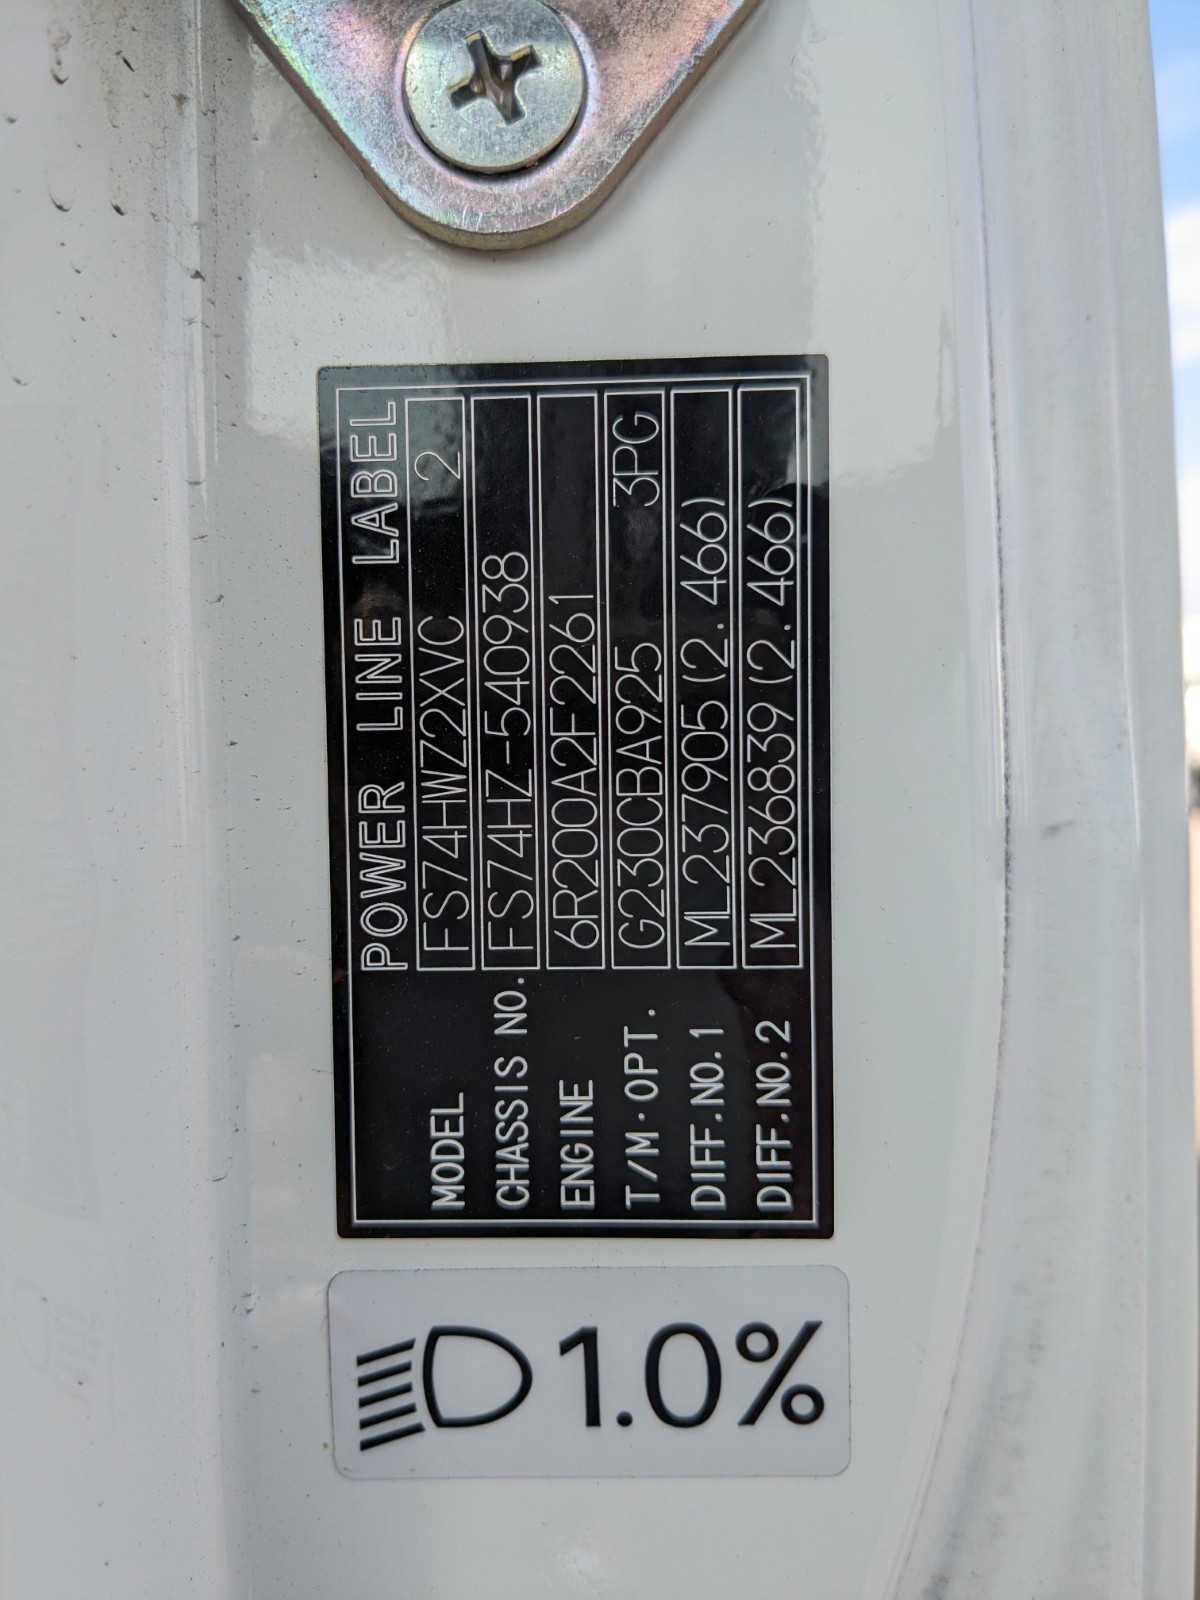 POWER LINE LABEL
MODEL FS74HWZ2XVC 2
CHASSIS NO. FS74HZ-540938
ENGINE 6R200A2F2261
T/M·OPT. G230CBA925 3PG
DIFF.NO.1 ML237905(2.466)
DIFF.NO.2 ML236839(2.466)
1.0%